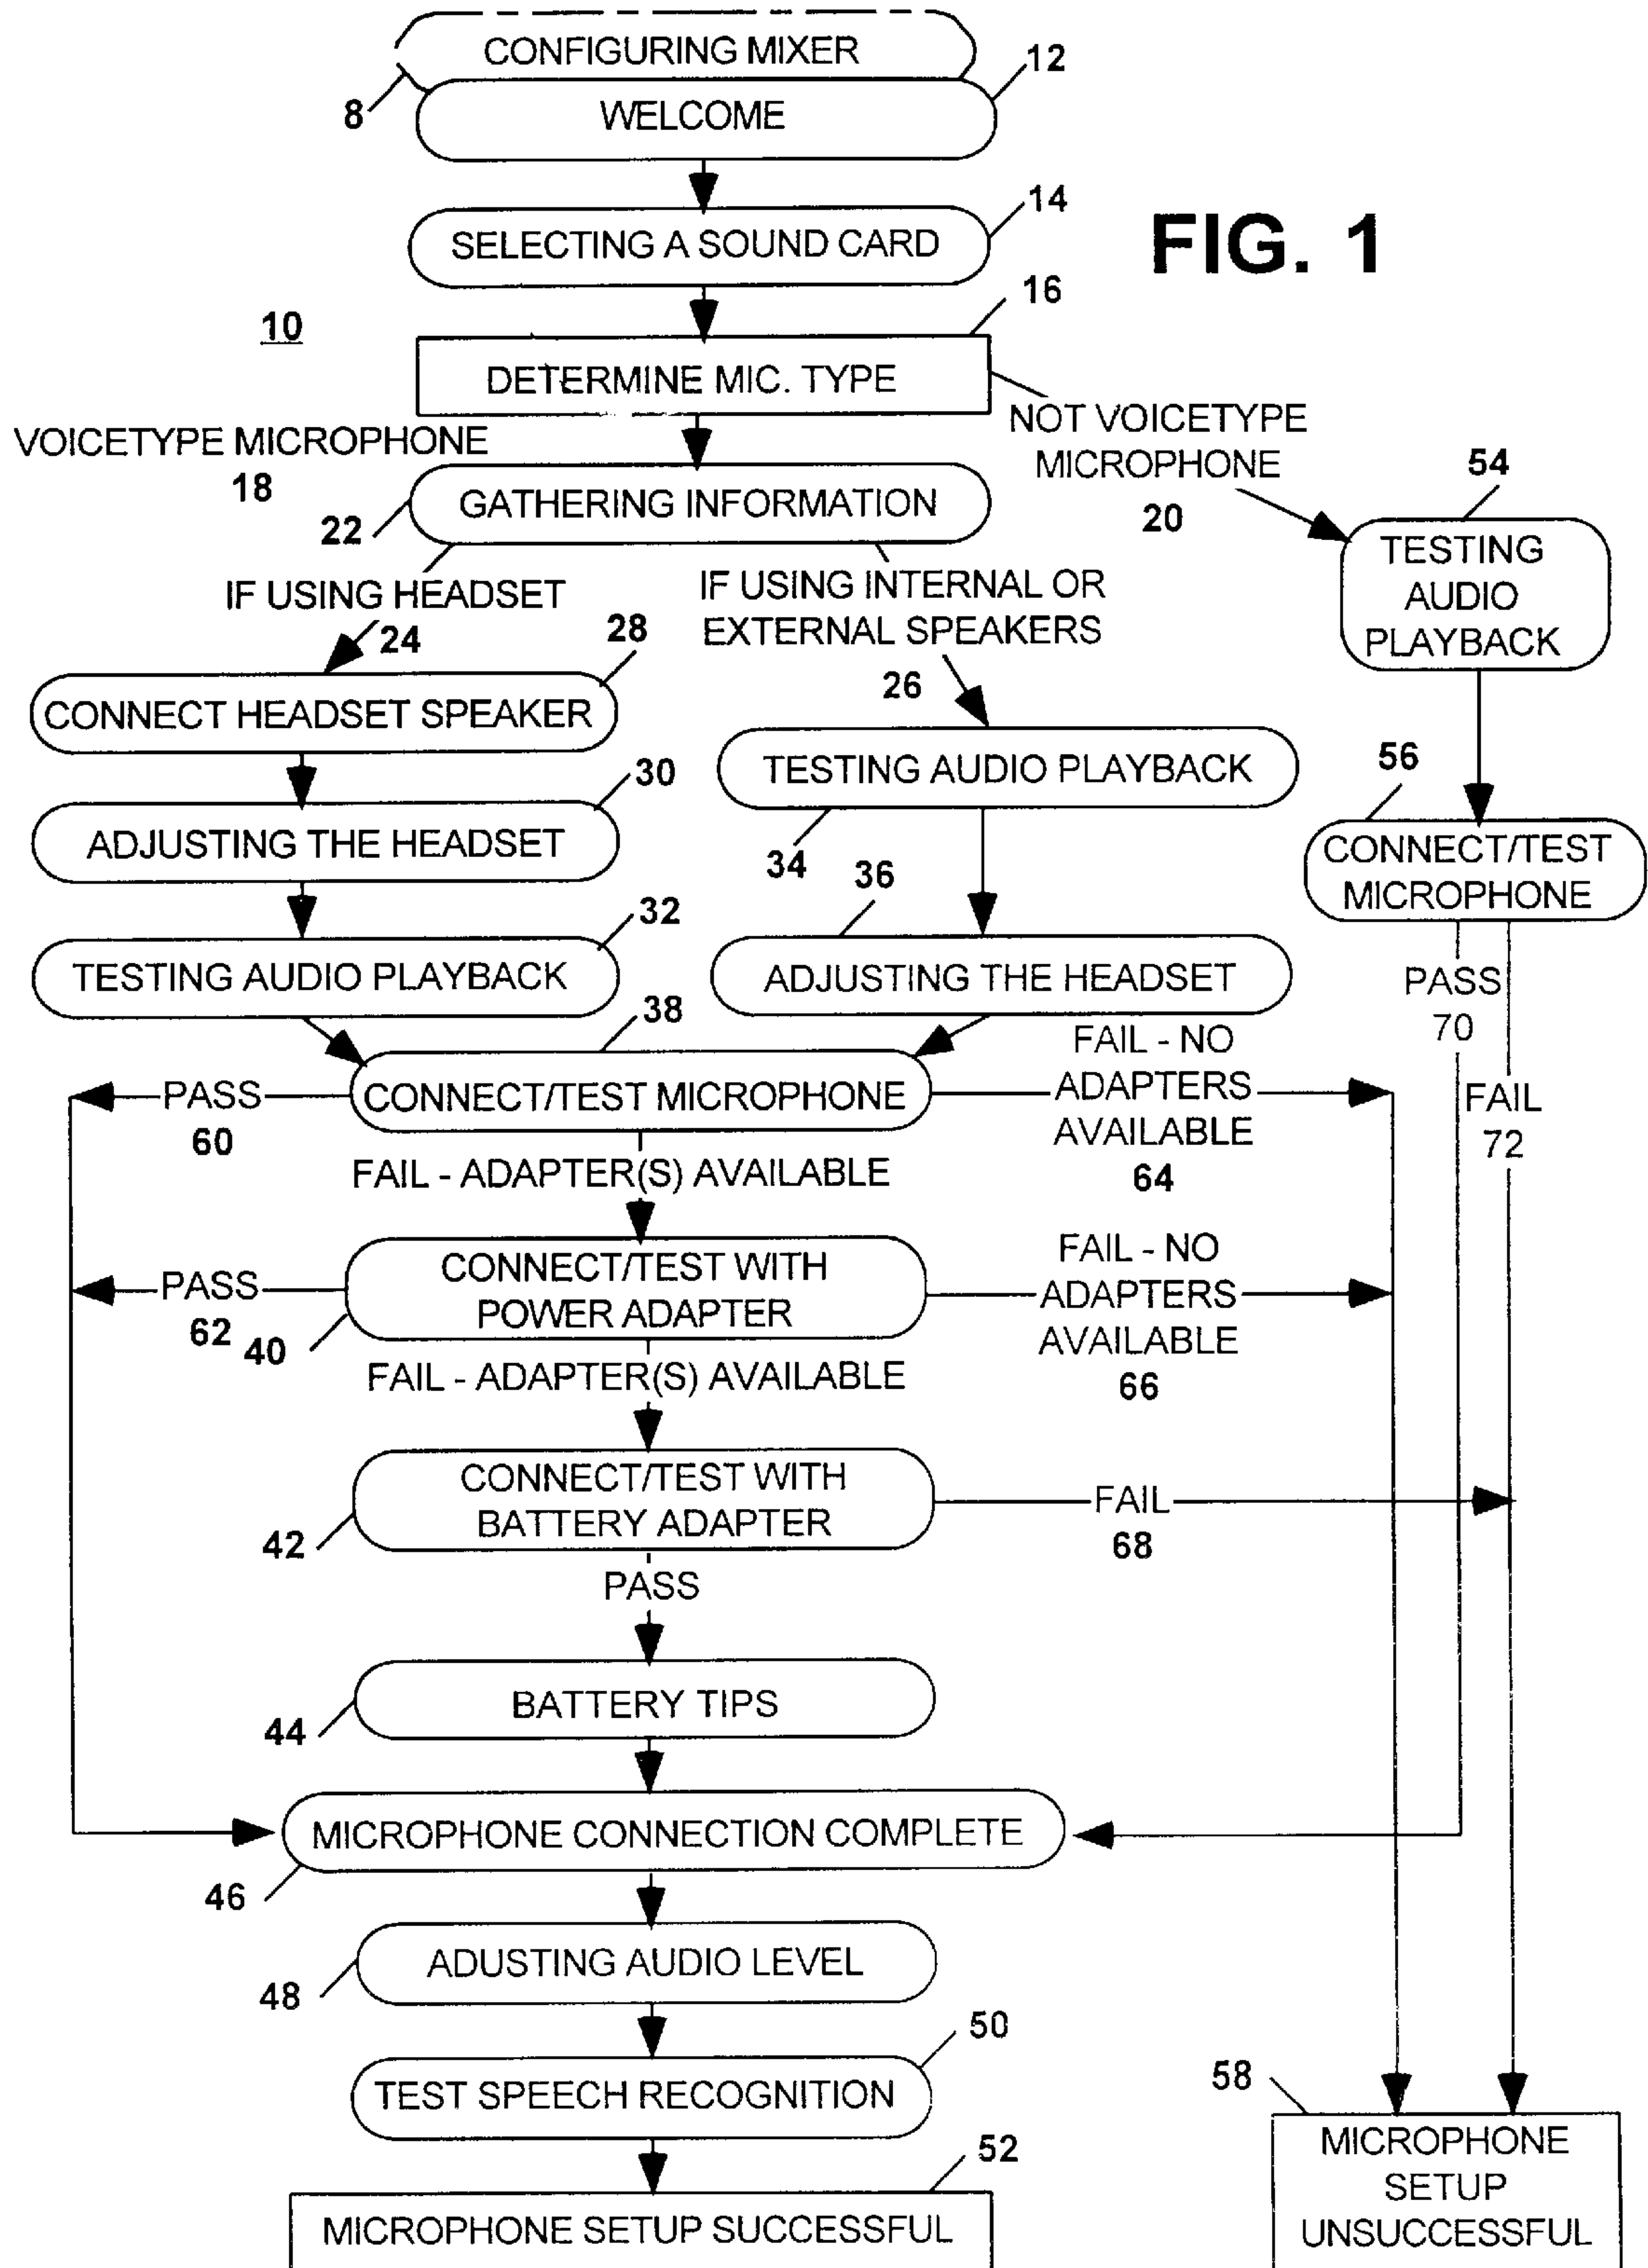 CONFIGURING MIXER
8
12
WELCOME
14
SELECTING A SOUND CARD
FIG. 1
10
16
DETERMINE MIC. TYPE
VOICETYPE MICROPHONE
18
NOT VOICETYPE
MICROPHONE
20
22
GATHERING INFORMATION
54
TESTING
AUDIO
PLAYBACK
IF USING HEADSET
24
IF USING INTERNAL OR
EXTERNAL SPEAKERS
26
28
CONNECT HEADSET SPEAKER
30
ADJUSTING THE HEADSET
32
TESTING AUDIO PLAYBACK
TESTING AUDIO PLAYBACK
34
36
ADJUSTING THE HEADSET
56
CONNECT/TEST
MICROPHONE
PASS
70
FAIL
72
38
CONNECT/TEST MICROPHONE
PASS
60
FAIL - NO
ADAPTERS
AVAILABLE
64
FAIL - ADAPTER(S) AVAILABLE
CONNECT/TEST WITH
POWER ADAPTER
PASS
62
40
FAIL - NO
ADAPTERS
AVAILABLE
66
FAIL - ADAPTER(S) AVAILABLE
CONNECT/TEST WITH
BATTERY ADAPTER
42
FAIL
68
PASS
BATTERY TIPS
44
MICROPHONE CONNECTION COMPLETE
46
ADUSTING AUDIO LEVEL
48
50
TEST SPEECH RECOGNITION
52
MICROPHONE SETUP SUCCESSFUL
58
MICROPHONE
SETUP
UNSUCCESSFUL